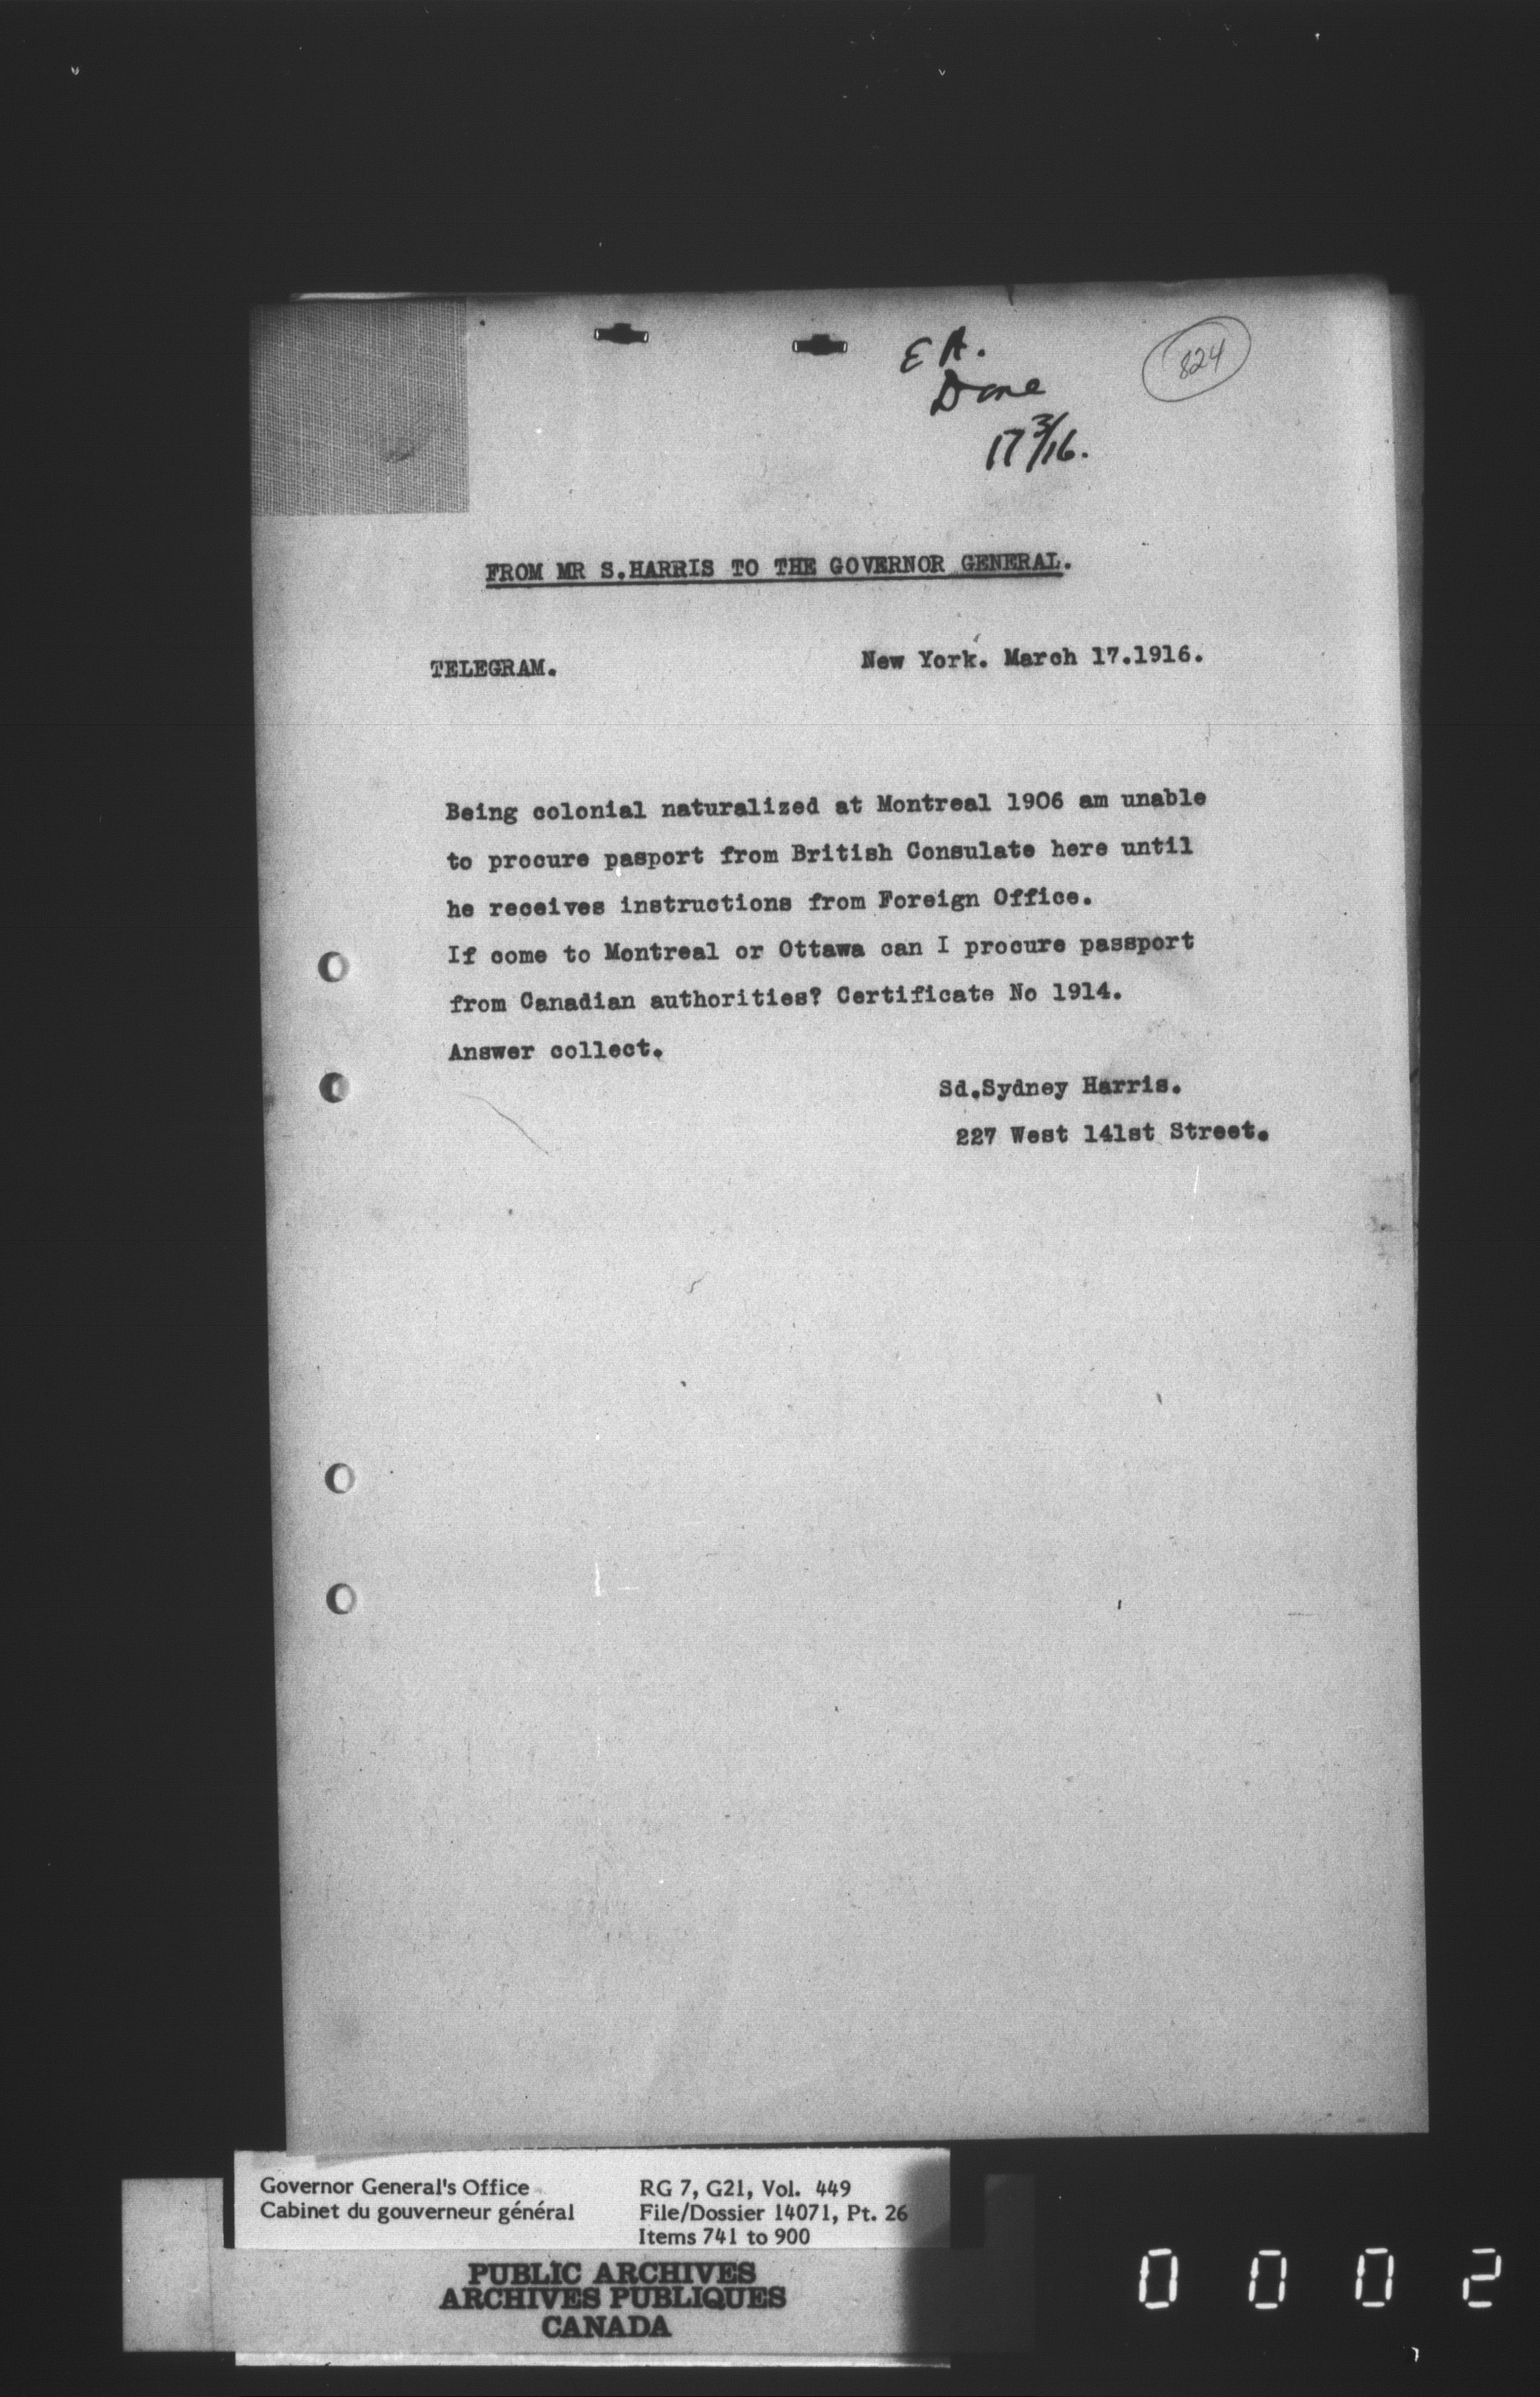 E A.
Done
17 3/16.
824
FROM MR S.HARRIS TO THE GOVERNOR GENERAL.
TELEGRAM.
New York. March 17.1916.
Being colonial naturalized at Montreal 1906 am unable
to procure pasport from British Consulate here until
he receives instructions from Foreign Office.
If come to Montreal or Ottawa can I procure passport
from Canadian authorities? Certificate No 1914.
Answer collect.
Sd.Sydney Harris.
227 West 141st Street.
Governor General's Office
Cabinet du gouverneur général
RG 7, G21, Vol. 449
File/Dossier 14071, Pt. 26
Items 741 to 900
PUBLIC ARCHIVES
ARCHIVES PUBLIQUES
CANADA
0002